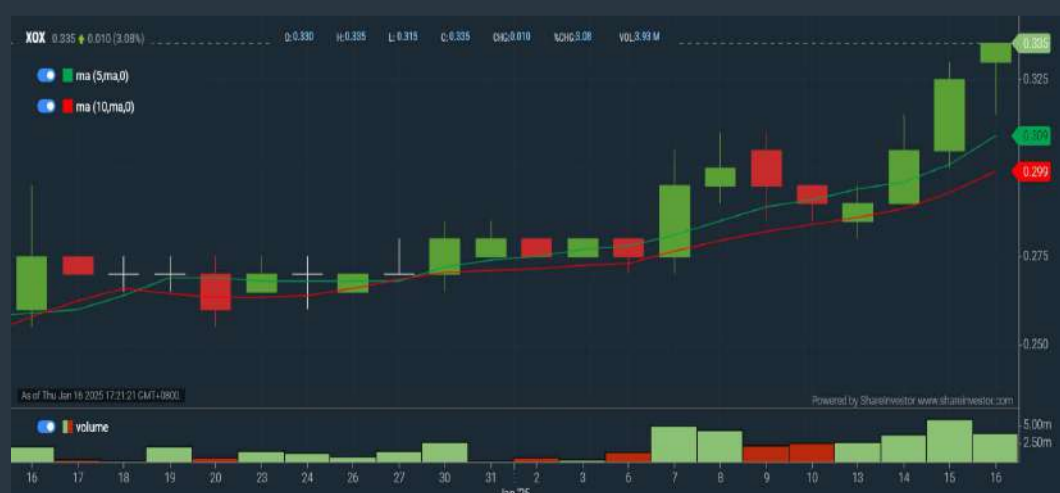 XOX 0.335 0.010 (3.08%) O:0.330 H:0.335 L: 0.315 C: 0.335 CHG:0.010 %CHG:3.08 VOL:3.93 M
0.335
0.325
ma (5,ma,0)
ma (10,ma,0)
0.309
0.299
0.275
0.250
As of Thu Jan 16 2025 17:21:21 GMT+0800
Powered by ShareInvestor www.shareinvestor.com
volume
5.00m
2.50m
16 17 18 19 20 23 24 26 27 30 31 2 3 6 7 8 9 10 13 14 15 16
Jan '25